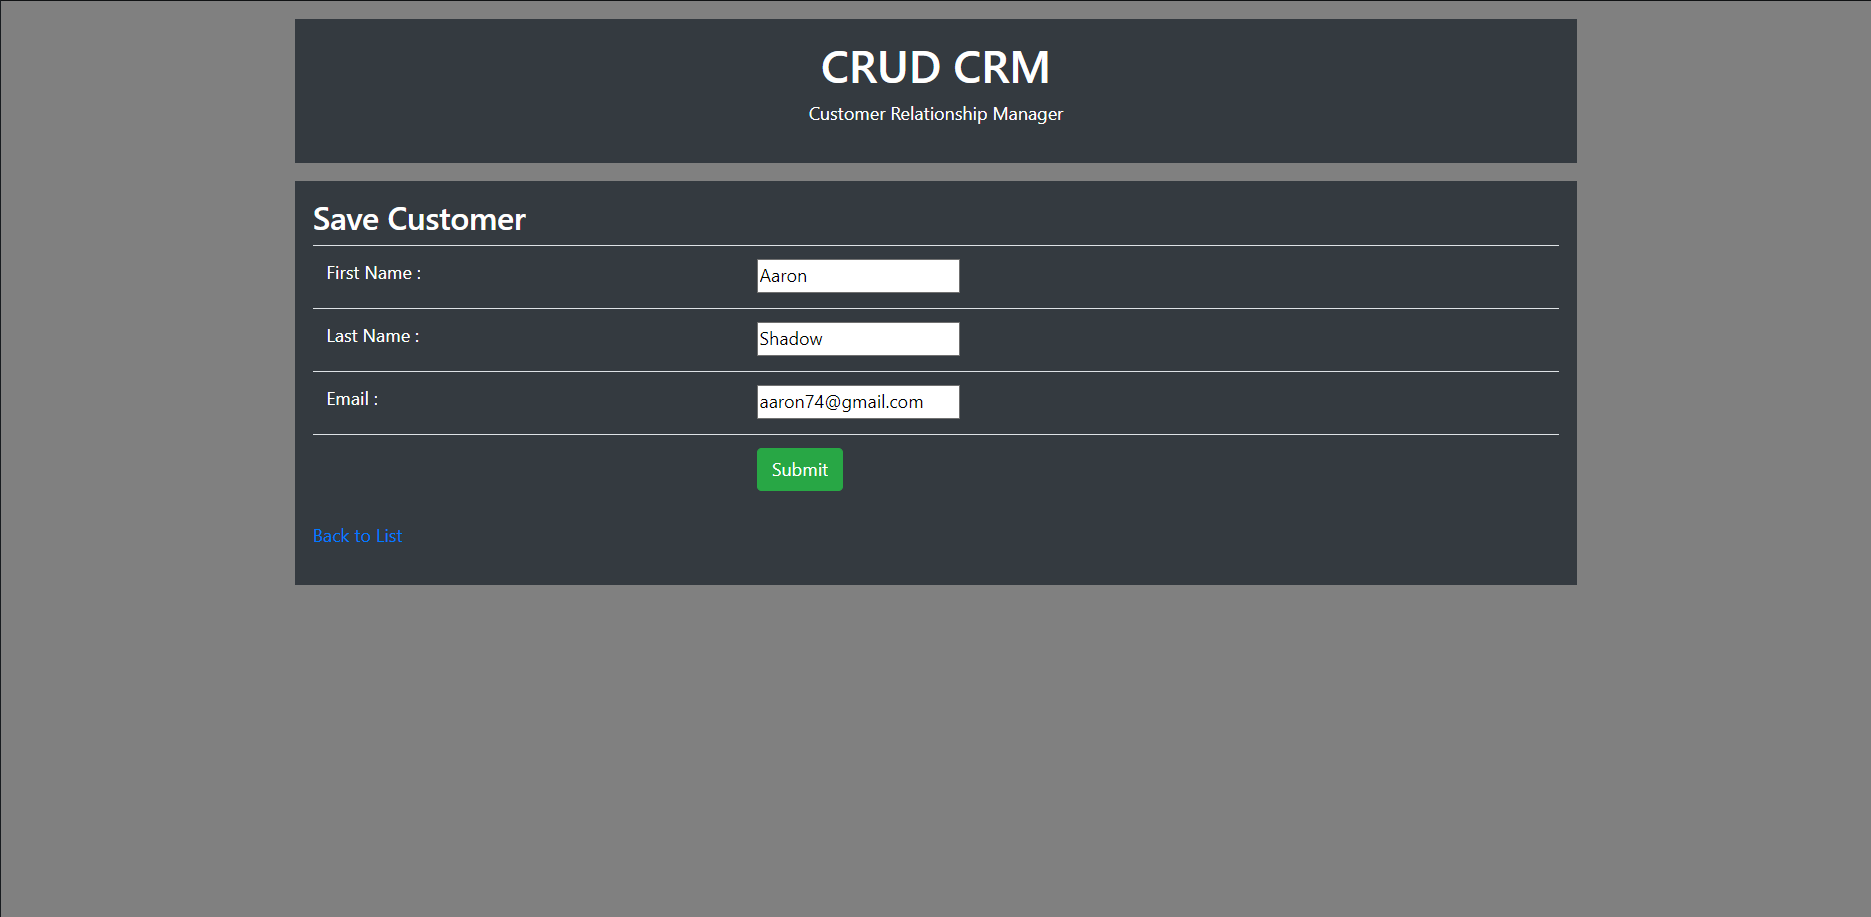 CRUD CRM
Customer Relationship Manager
Save Customer
First Name : Aaron
Last Name : Shadow
Email : aaron74@gmail.com
Submit
Back to List